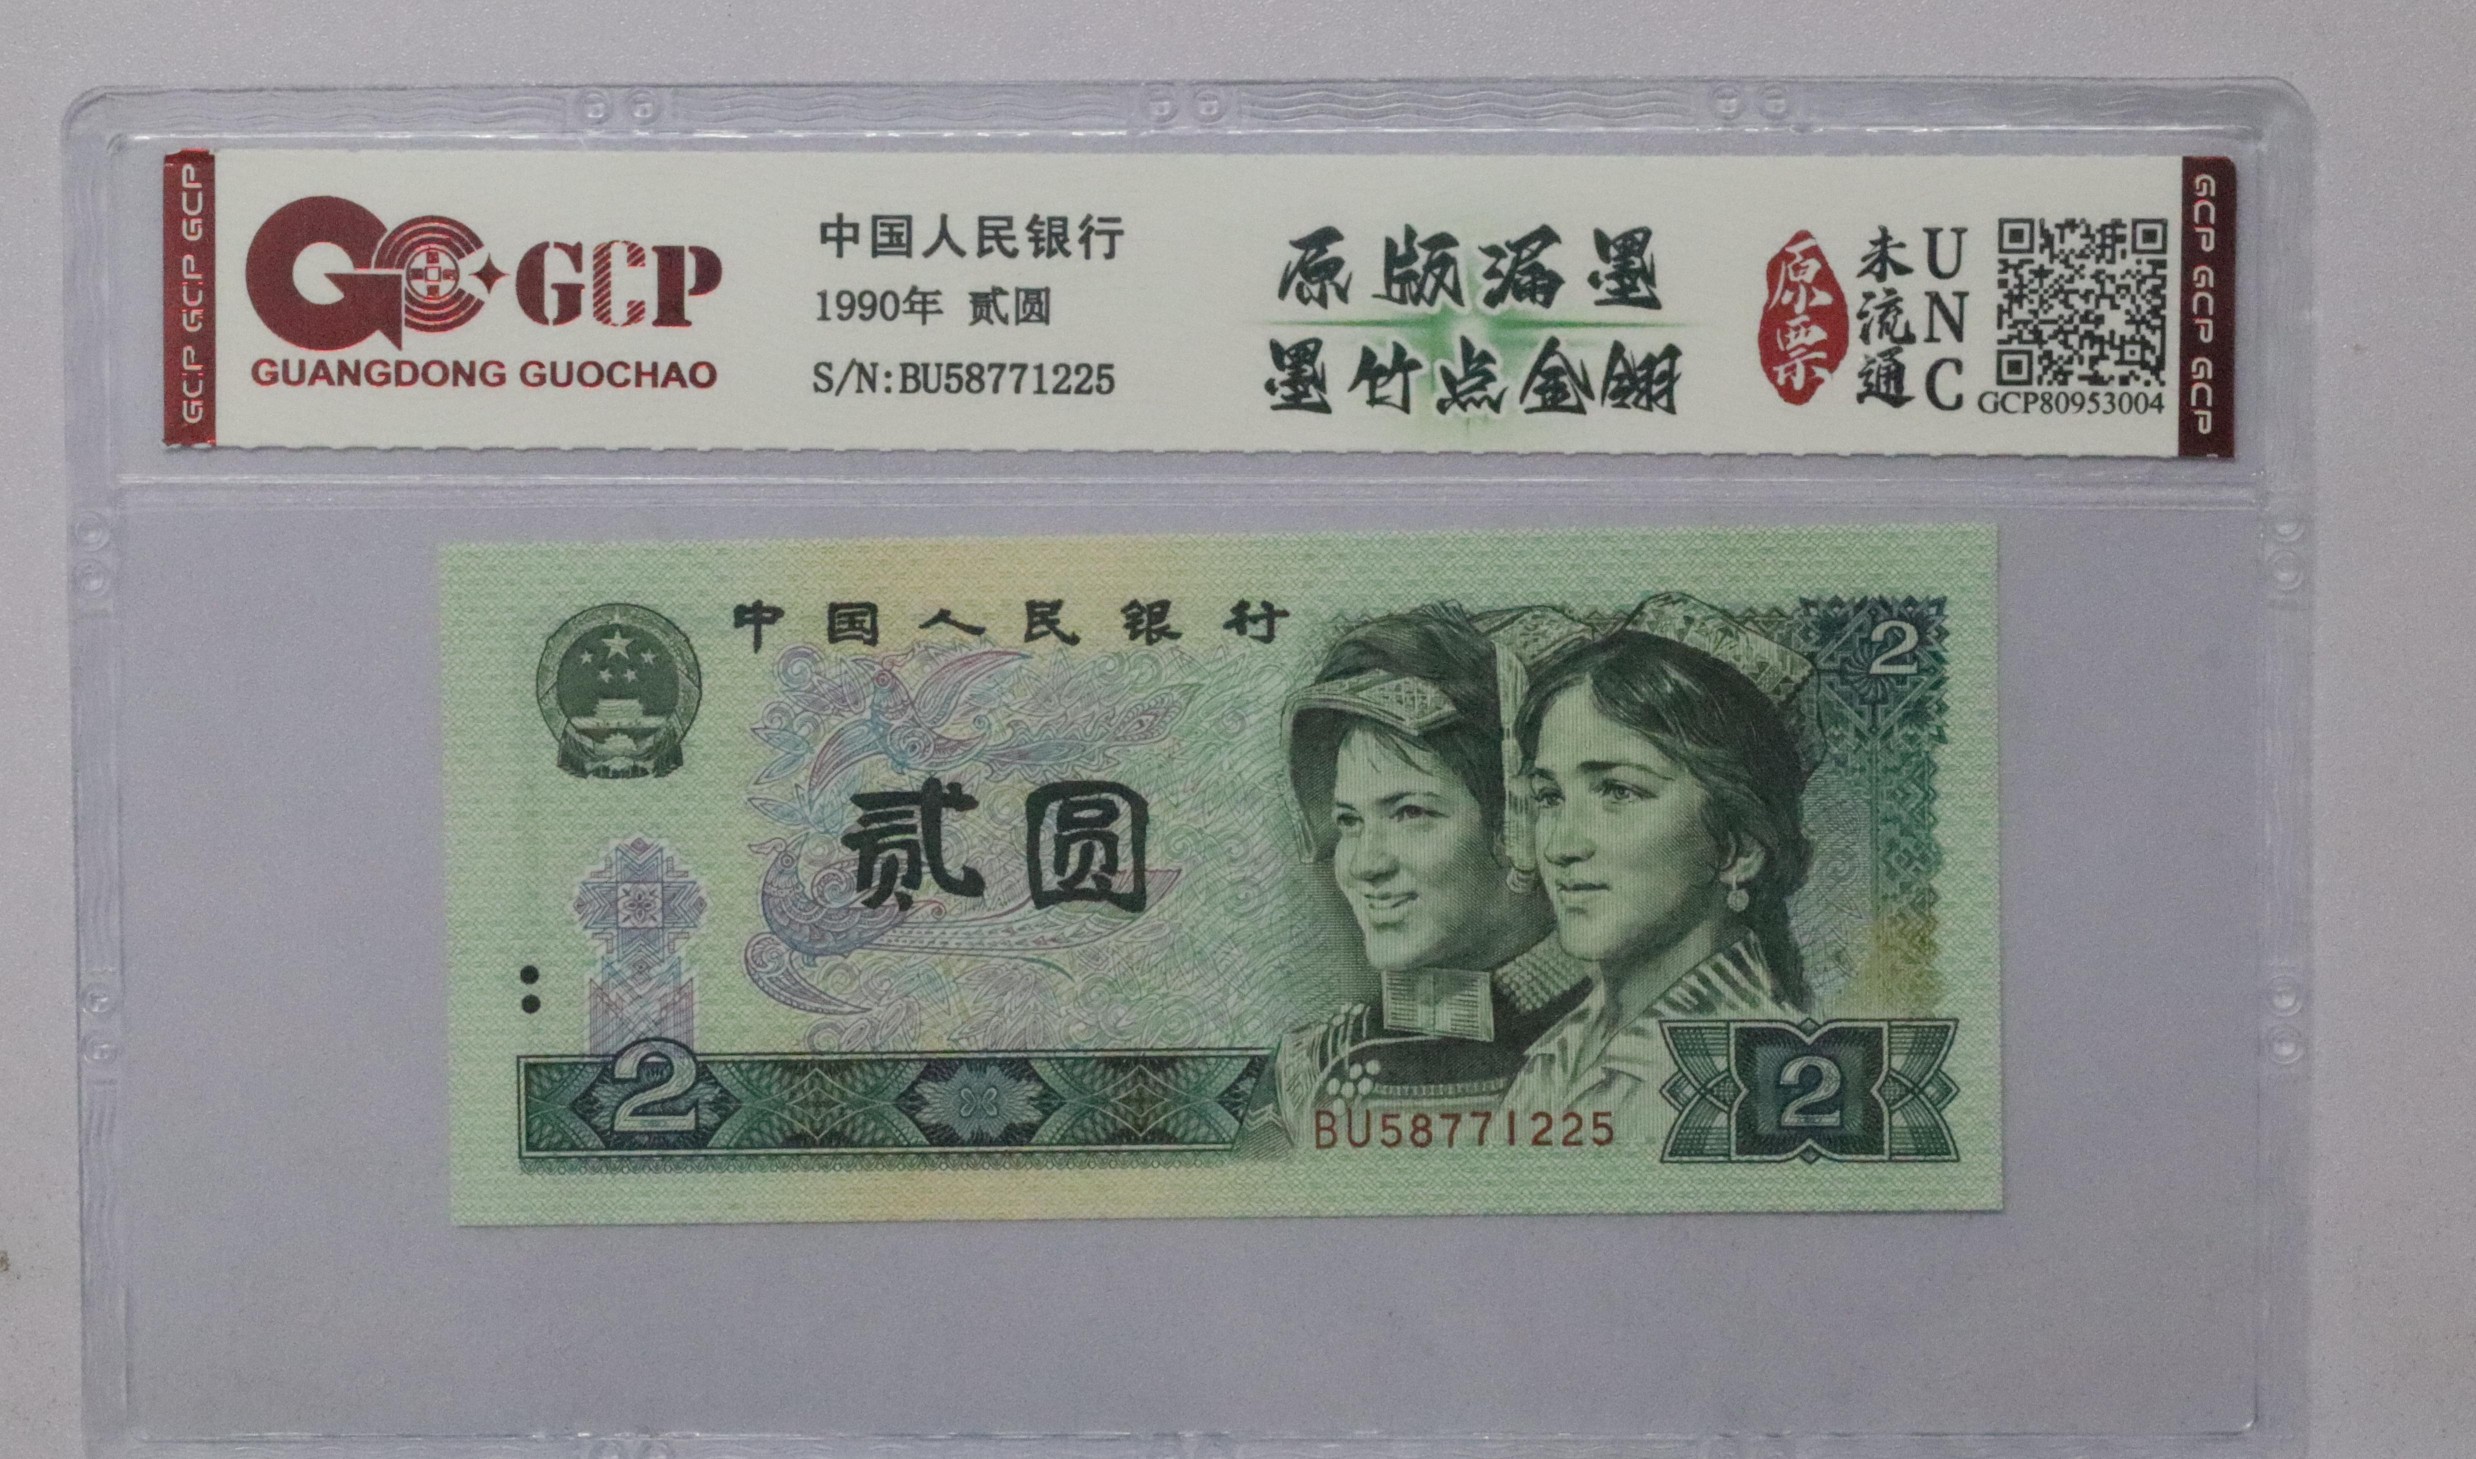 GCP GCP GCP
GCP
GUANGDONG GUOCHAO
中国人民银行
1990年 贰圆
S/N:BU58771225
原版漏墨
墨竹点金翎
原票
未流通
UNC
GCP80953004
GCP GCP GCP
中国人民银行
2
贰圆
2
BU58771225
2